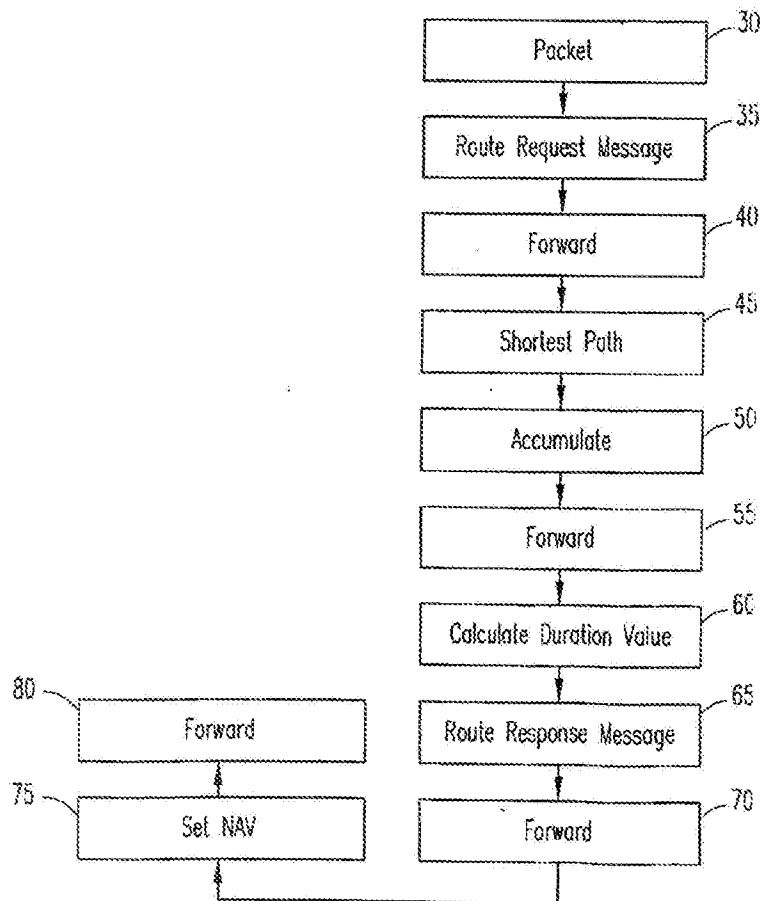 30
Packet
35
Route Request Message
40
Forward
45
Shortest Path
50
Accumulate
55
Forward
60
Calculate Duration Value
65
Route Response Message
70
Forward
75
Set NAV
80
Forward